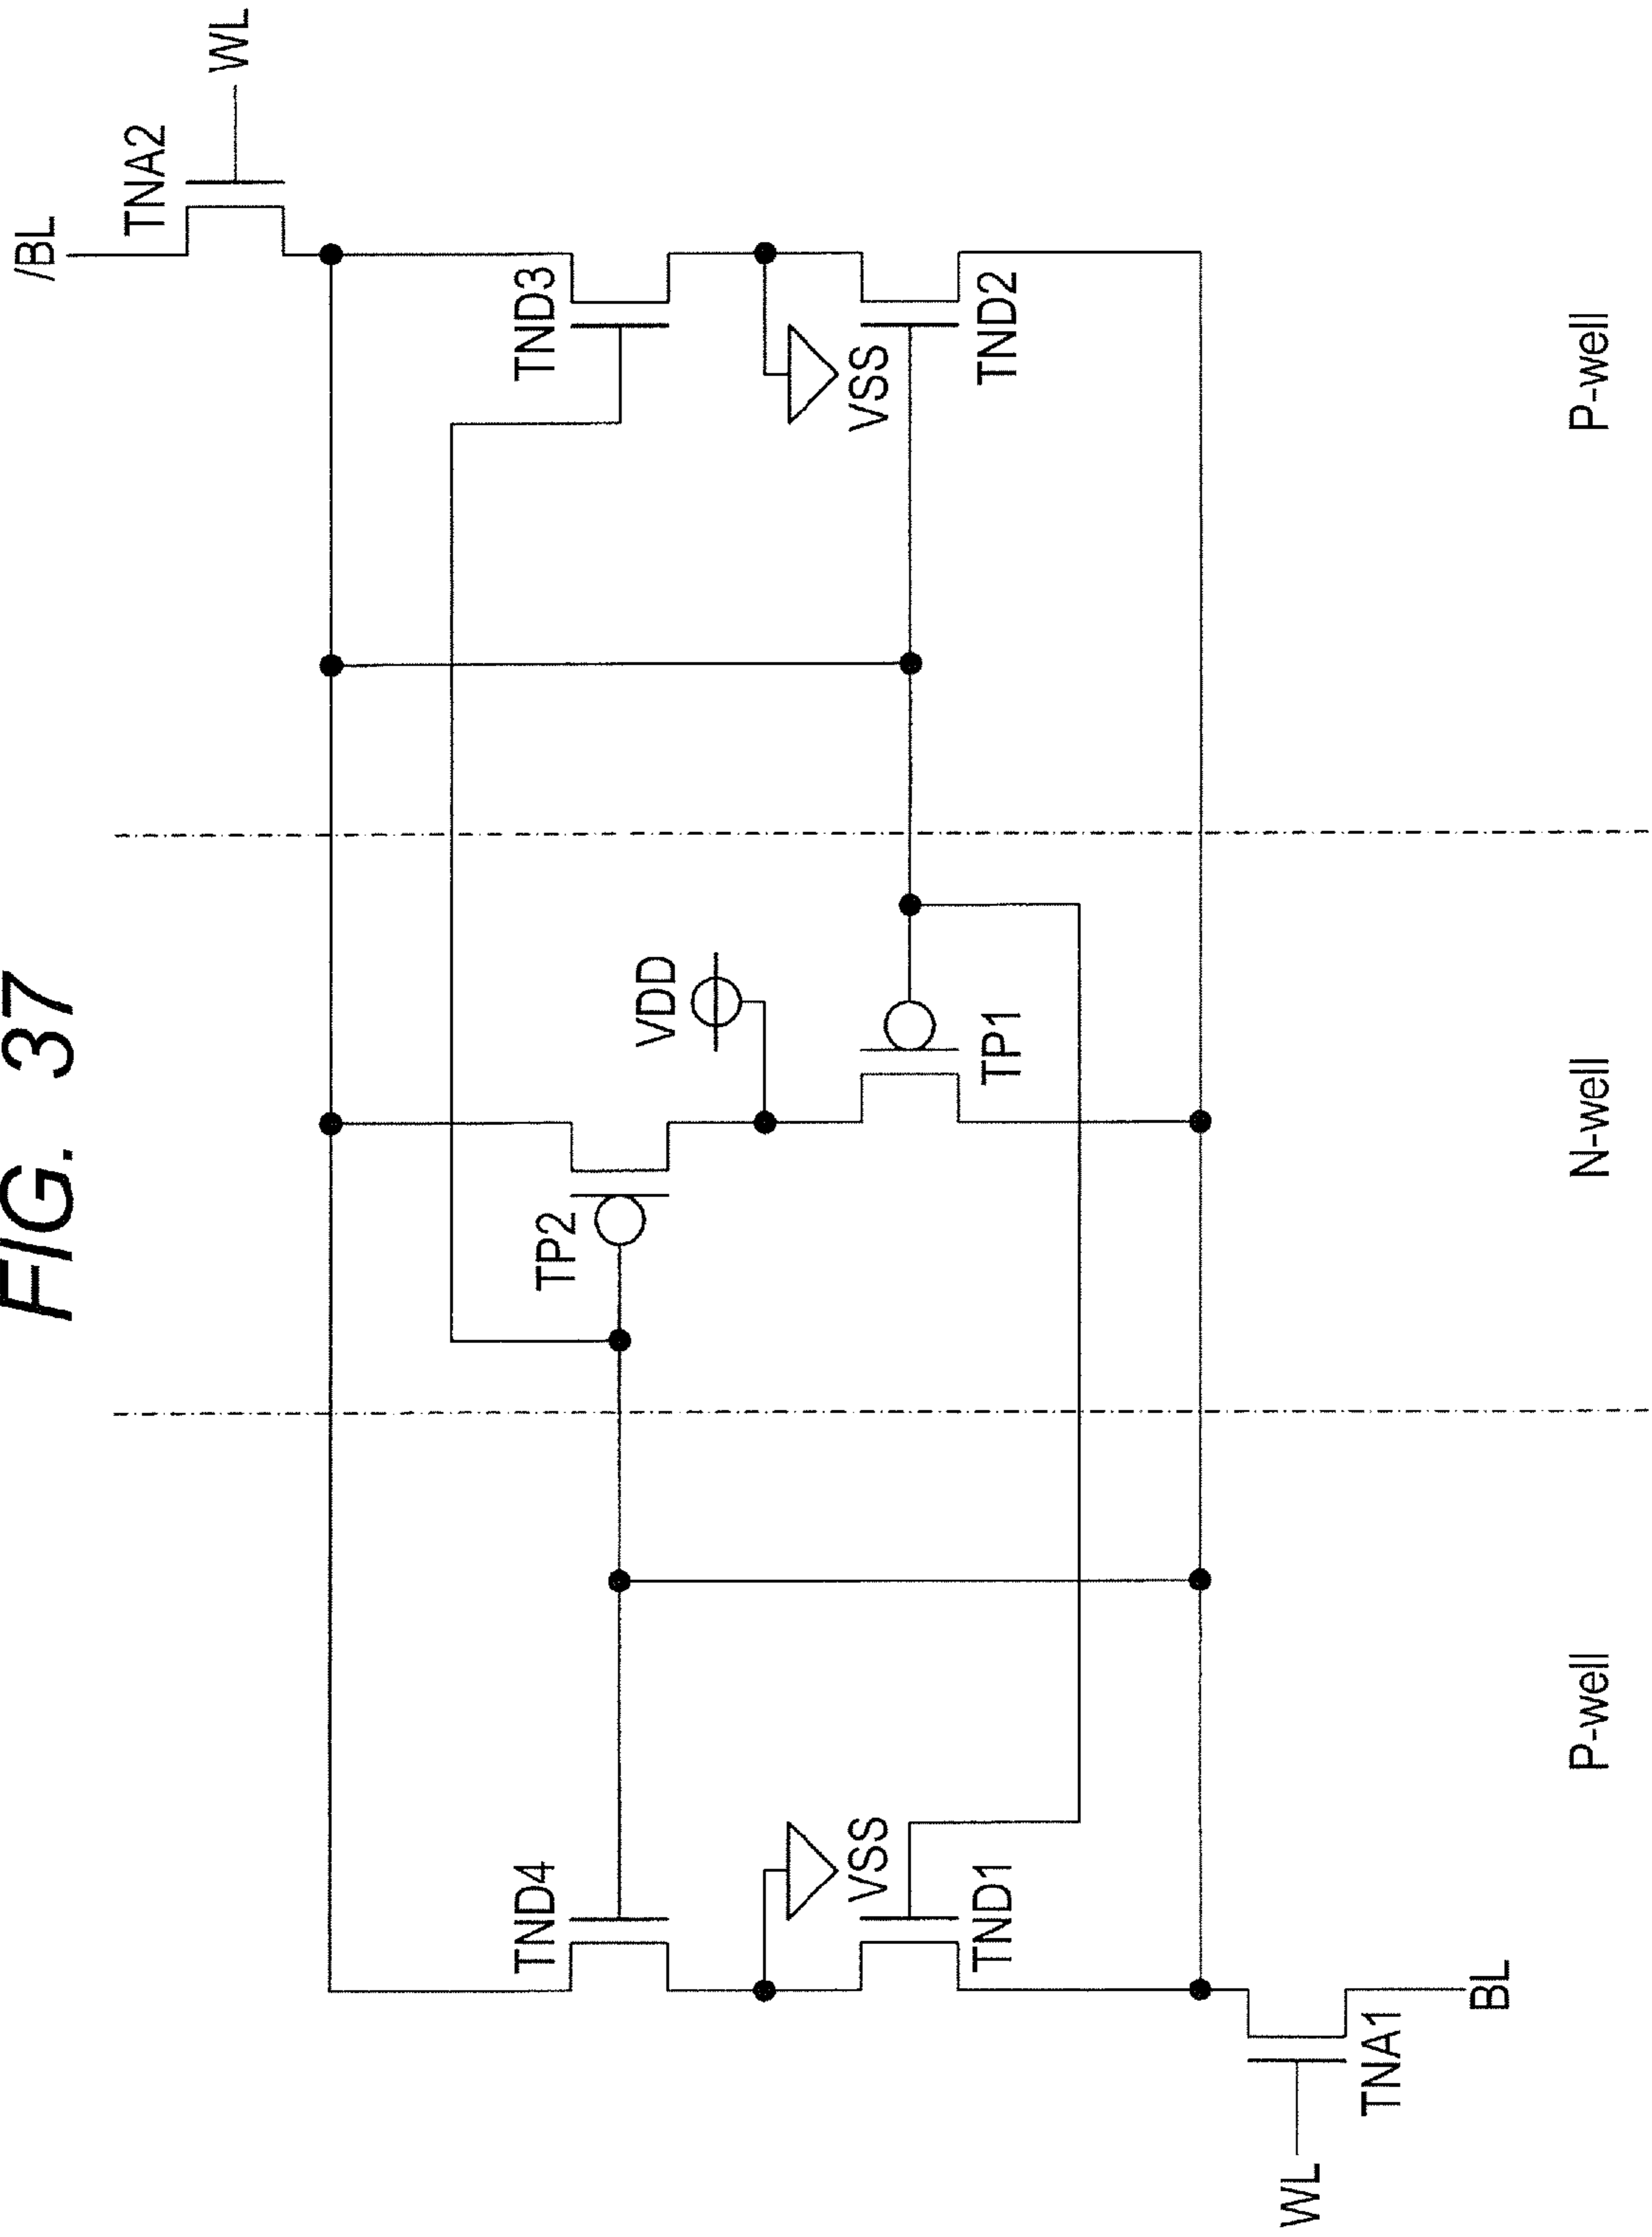 FIG. 37
/BL
TNA2
WL
TND3
VSS
TND2
VDD
TP2
TP1
TND4
VSS
TND1
WL
TNA1
BL
P-well
N-well
P-well